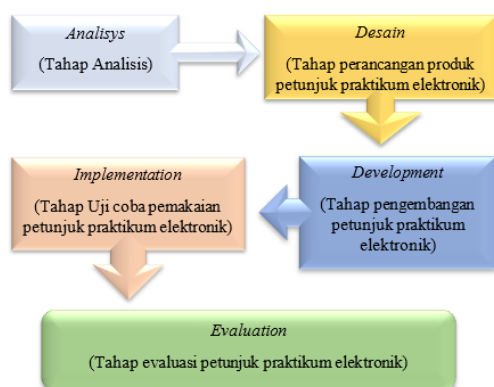 Analisys
(Tahap Analisis)
Desain
(Tahap perancangan produk
petunjuk praktikum elektronik)
Development
(Tahap pengembangan
petunjuk praktikum
elektronik)
Implementation
(Tahap Uji coba pemakaian
petunjuk praktikum elektronik)
Evaluation
(Tahap evaluasi petunjuk praktikum elektronik)